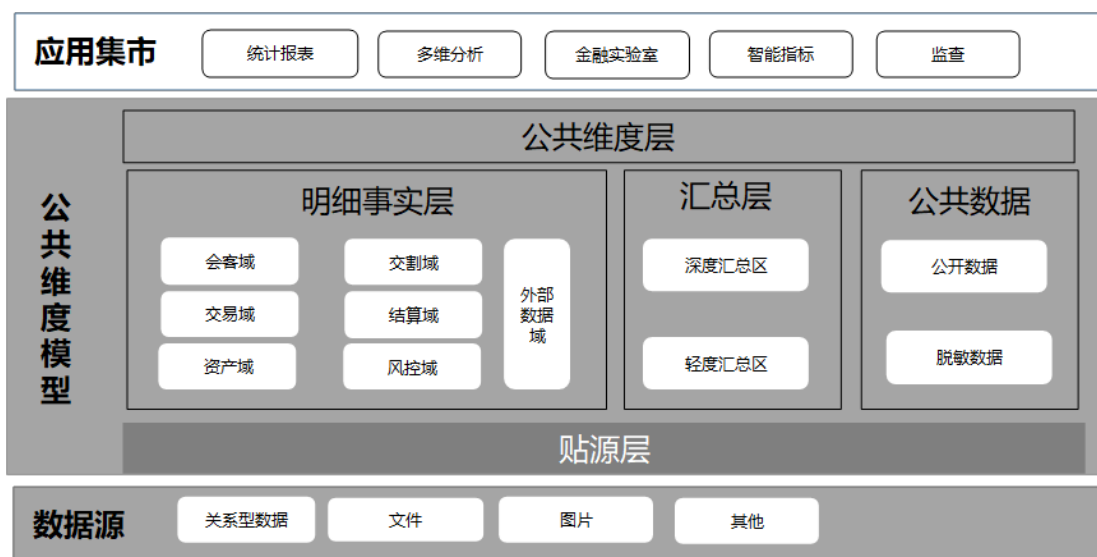 应用集市
统计报表
多维分析
金融实验室
智能指标
监查
公共维度模型
公共维度层
明细事实层
会客域
交割域
交易域
结算域
资产域
风控域
外部
数据
域
汇总层
深度汇总区
轻度汇总区
公共数据
公开数据
脱敏数据
贴源层
数据源
关系型数据
文件
图片
其他